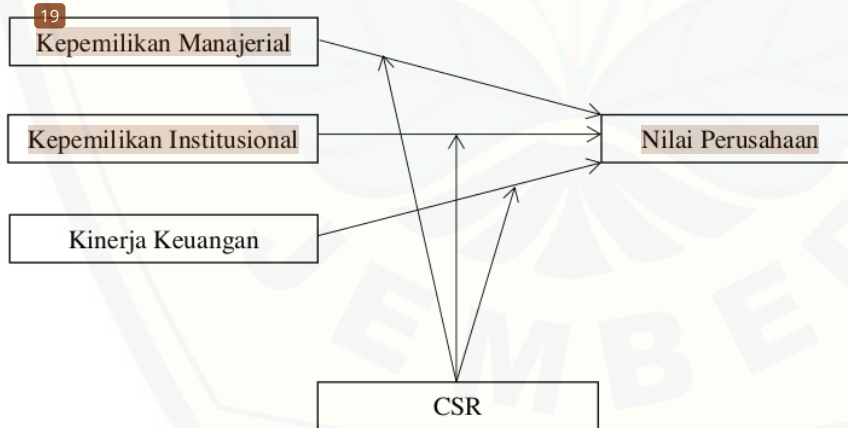 19
Kepemilikan Manajerial
Kepemilikan Institusional
Nilai Perusahaan
Kinerja Keuangan
CSR